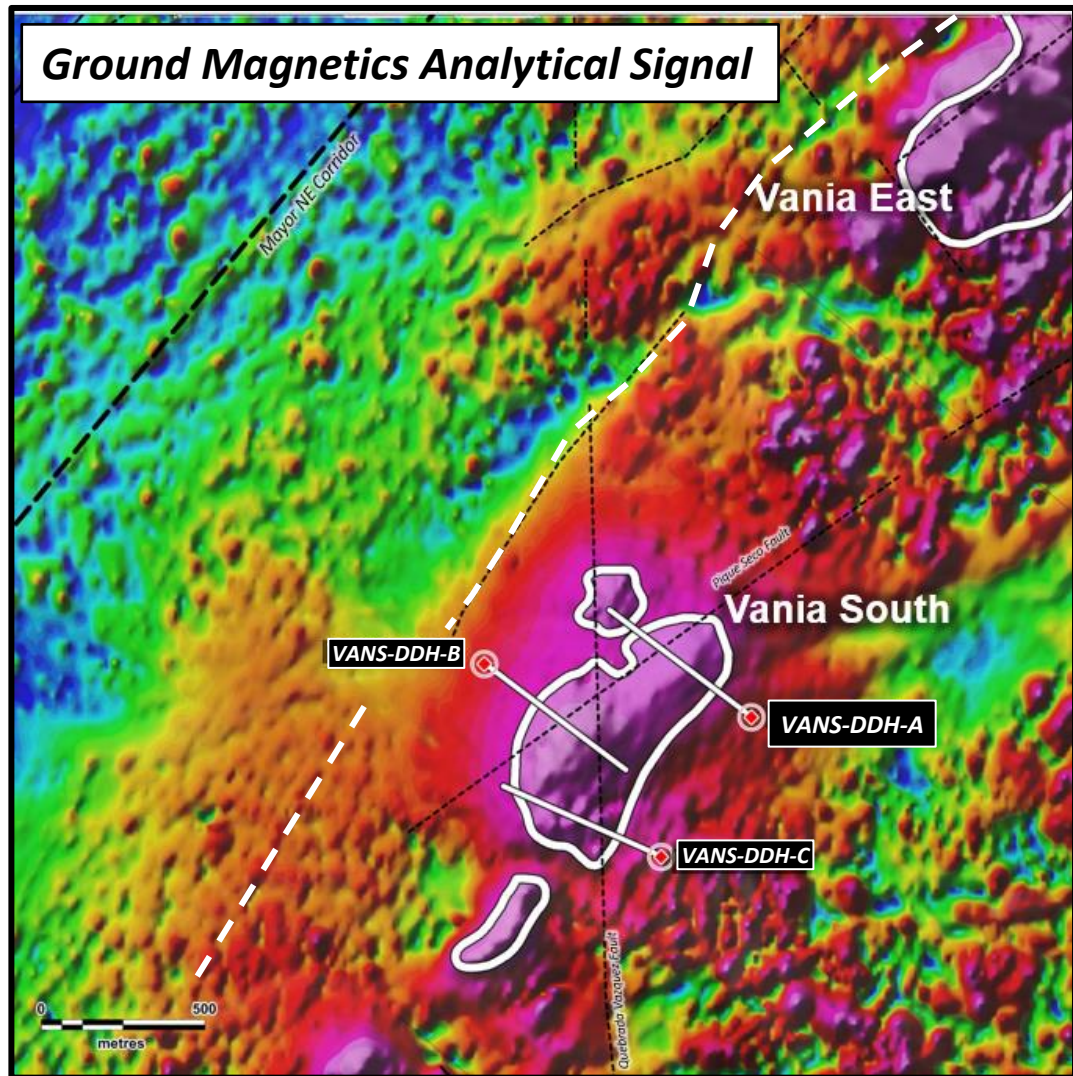 Ground Magnetics Analytical Signal
Mayor NE Corridor
Vania East
Pique Seco Fault
Vania South
VANS-DDH-B
VANS-DDH-A
VANS-DDH-C
Quebrada Vazquez Fault
0 500
metres